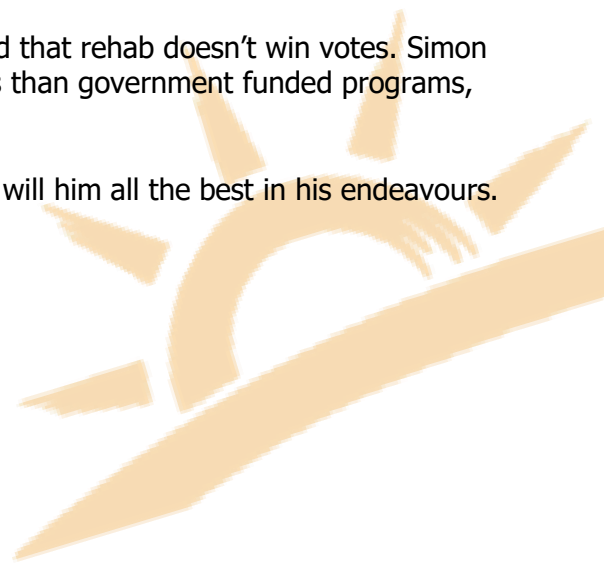 d that rehab doesn’t win votes. Simon
s than government funded programs,
will him all the best in his endeavours.